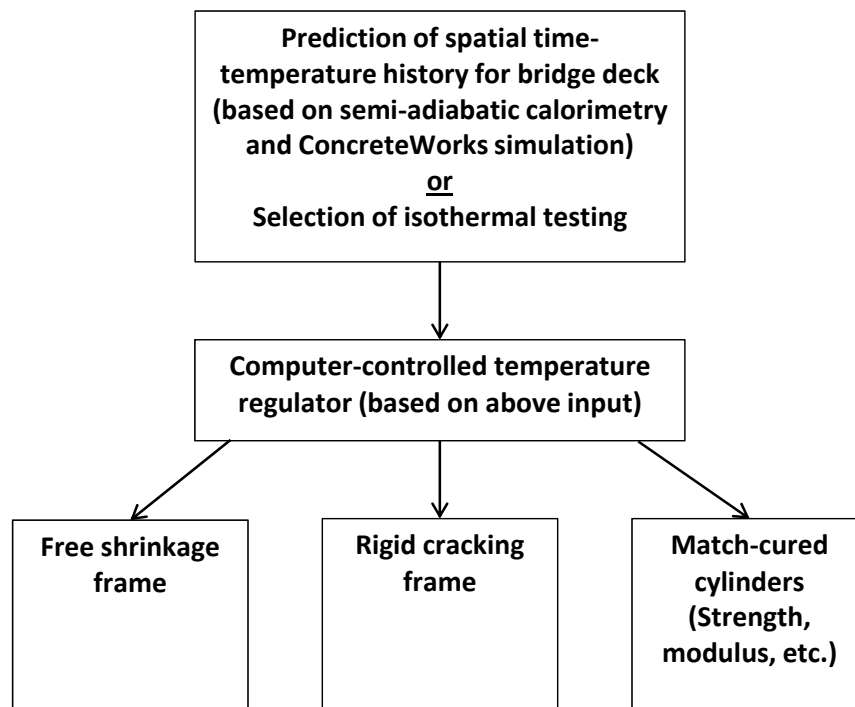 Prediction of spatial time-
temperature history for bridge deck
(based on semi-adiabatic calorimetry
and ConcreteWorks simulation)
or
Selection of isothermal testing
Computer-controlled temperature
regulator (based on above input)
Free shrinkage
frame
Rigid cracking
frame
Match-cured
cylinders
(Strength,
modulus, etc.)